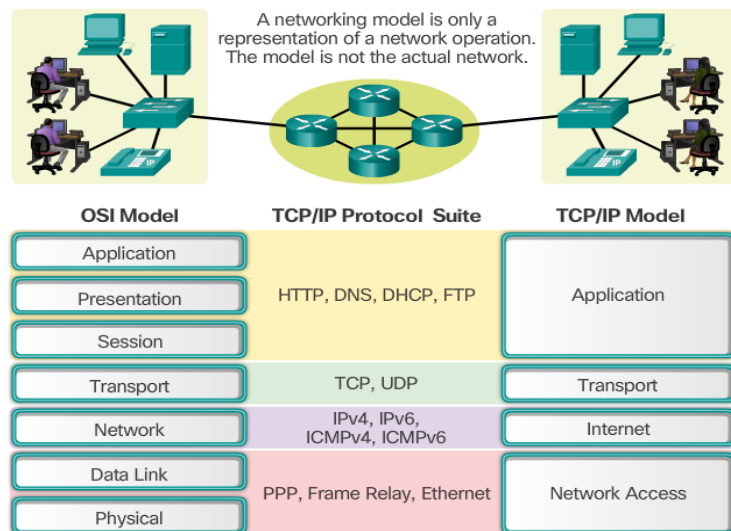 A networking model is only a
representation of a network operation.
The model is not the actual network.
IP
IP
OSI Model
TCP/IP Protocol Suite
TCP/IP Model
Application
Presentation
Session
HTTP, DNS, DHCP, FTP
Application
Transport
TCP, UDP
Transport
Network
IPv4, IPv6,
ICMPv4, ICMPv6
Internet
Data Link
Physical
PPP, Frame Relay, Ethernet
Network Access